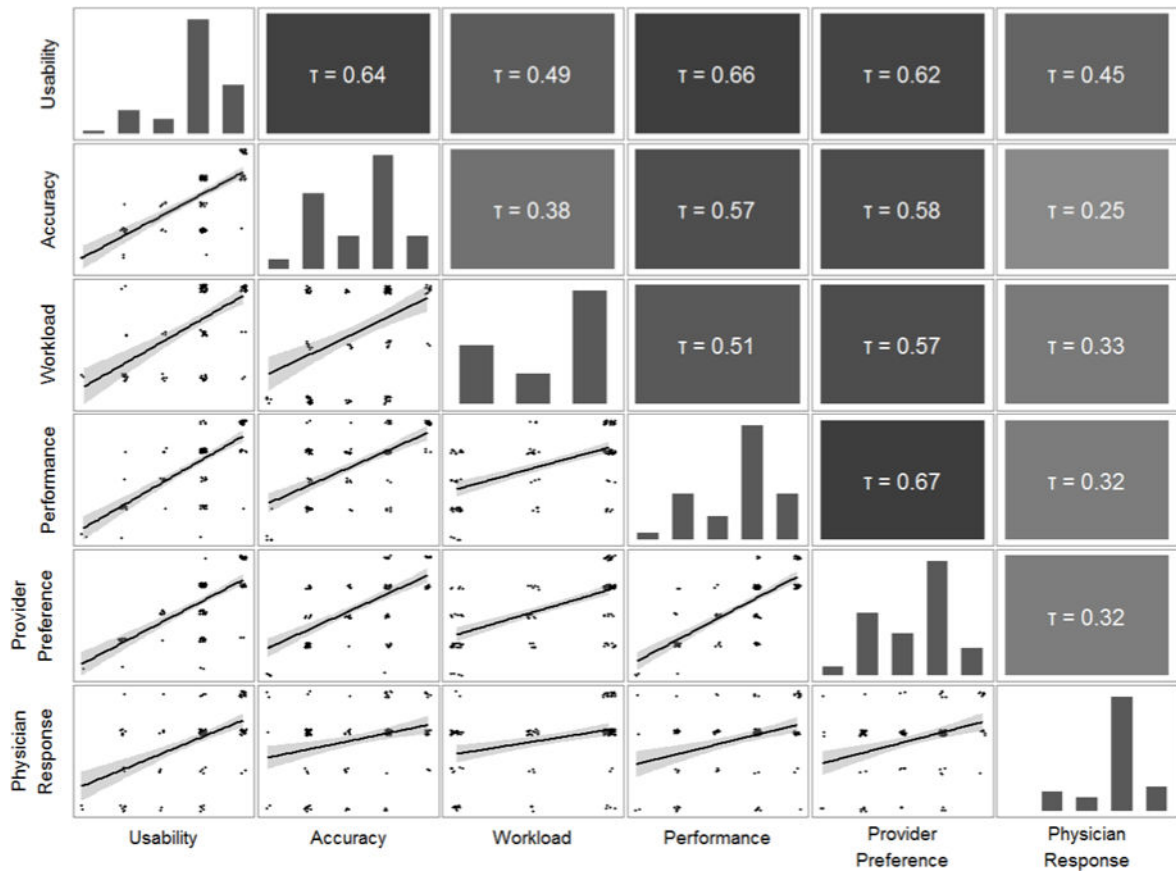 Usability
τ = 0.64
τ = 0.49
τ = 0.66
τ = 0.62
τ = 0.45
Accuracy
τ = 0.38
τ = 0.57
τ = 0.58
τ = 0.25
Workload
τ = 0.51
τ = 0.57
τ = 0.33
Performance
τ = 0.67
τ = 0.32
Provider
Preference
τ = 0.32
Physician
Response
Usability
Accuracy
Workload
Performance
Provider
Preference
Physician
Response